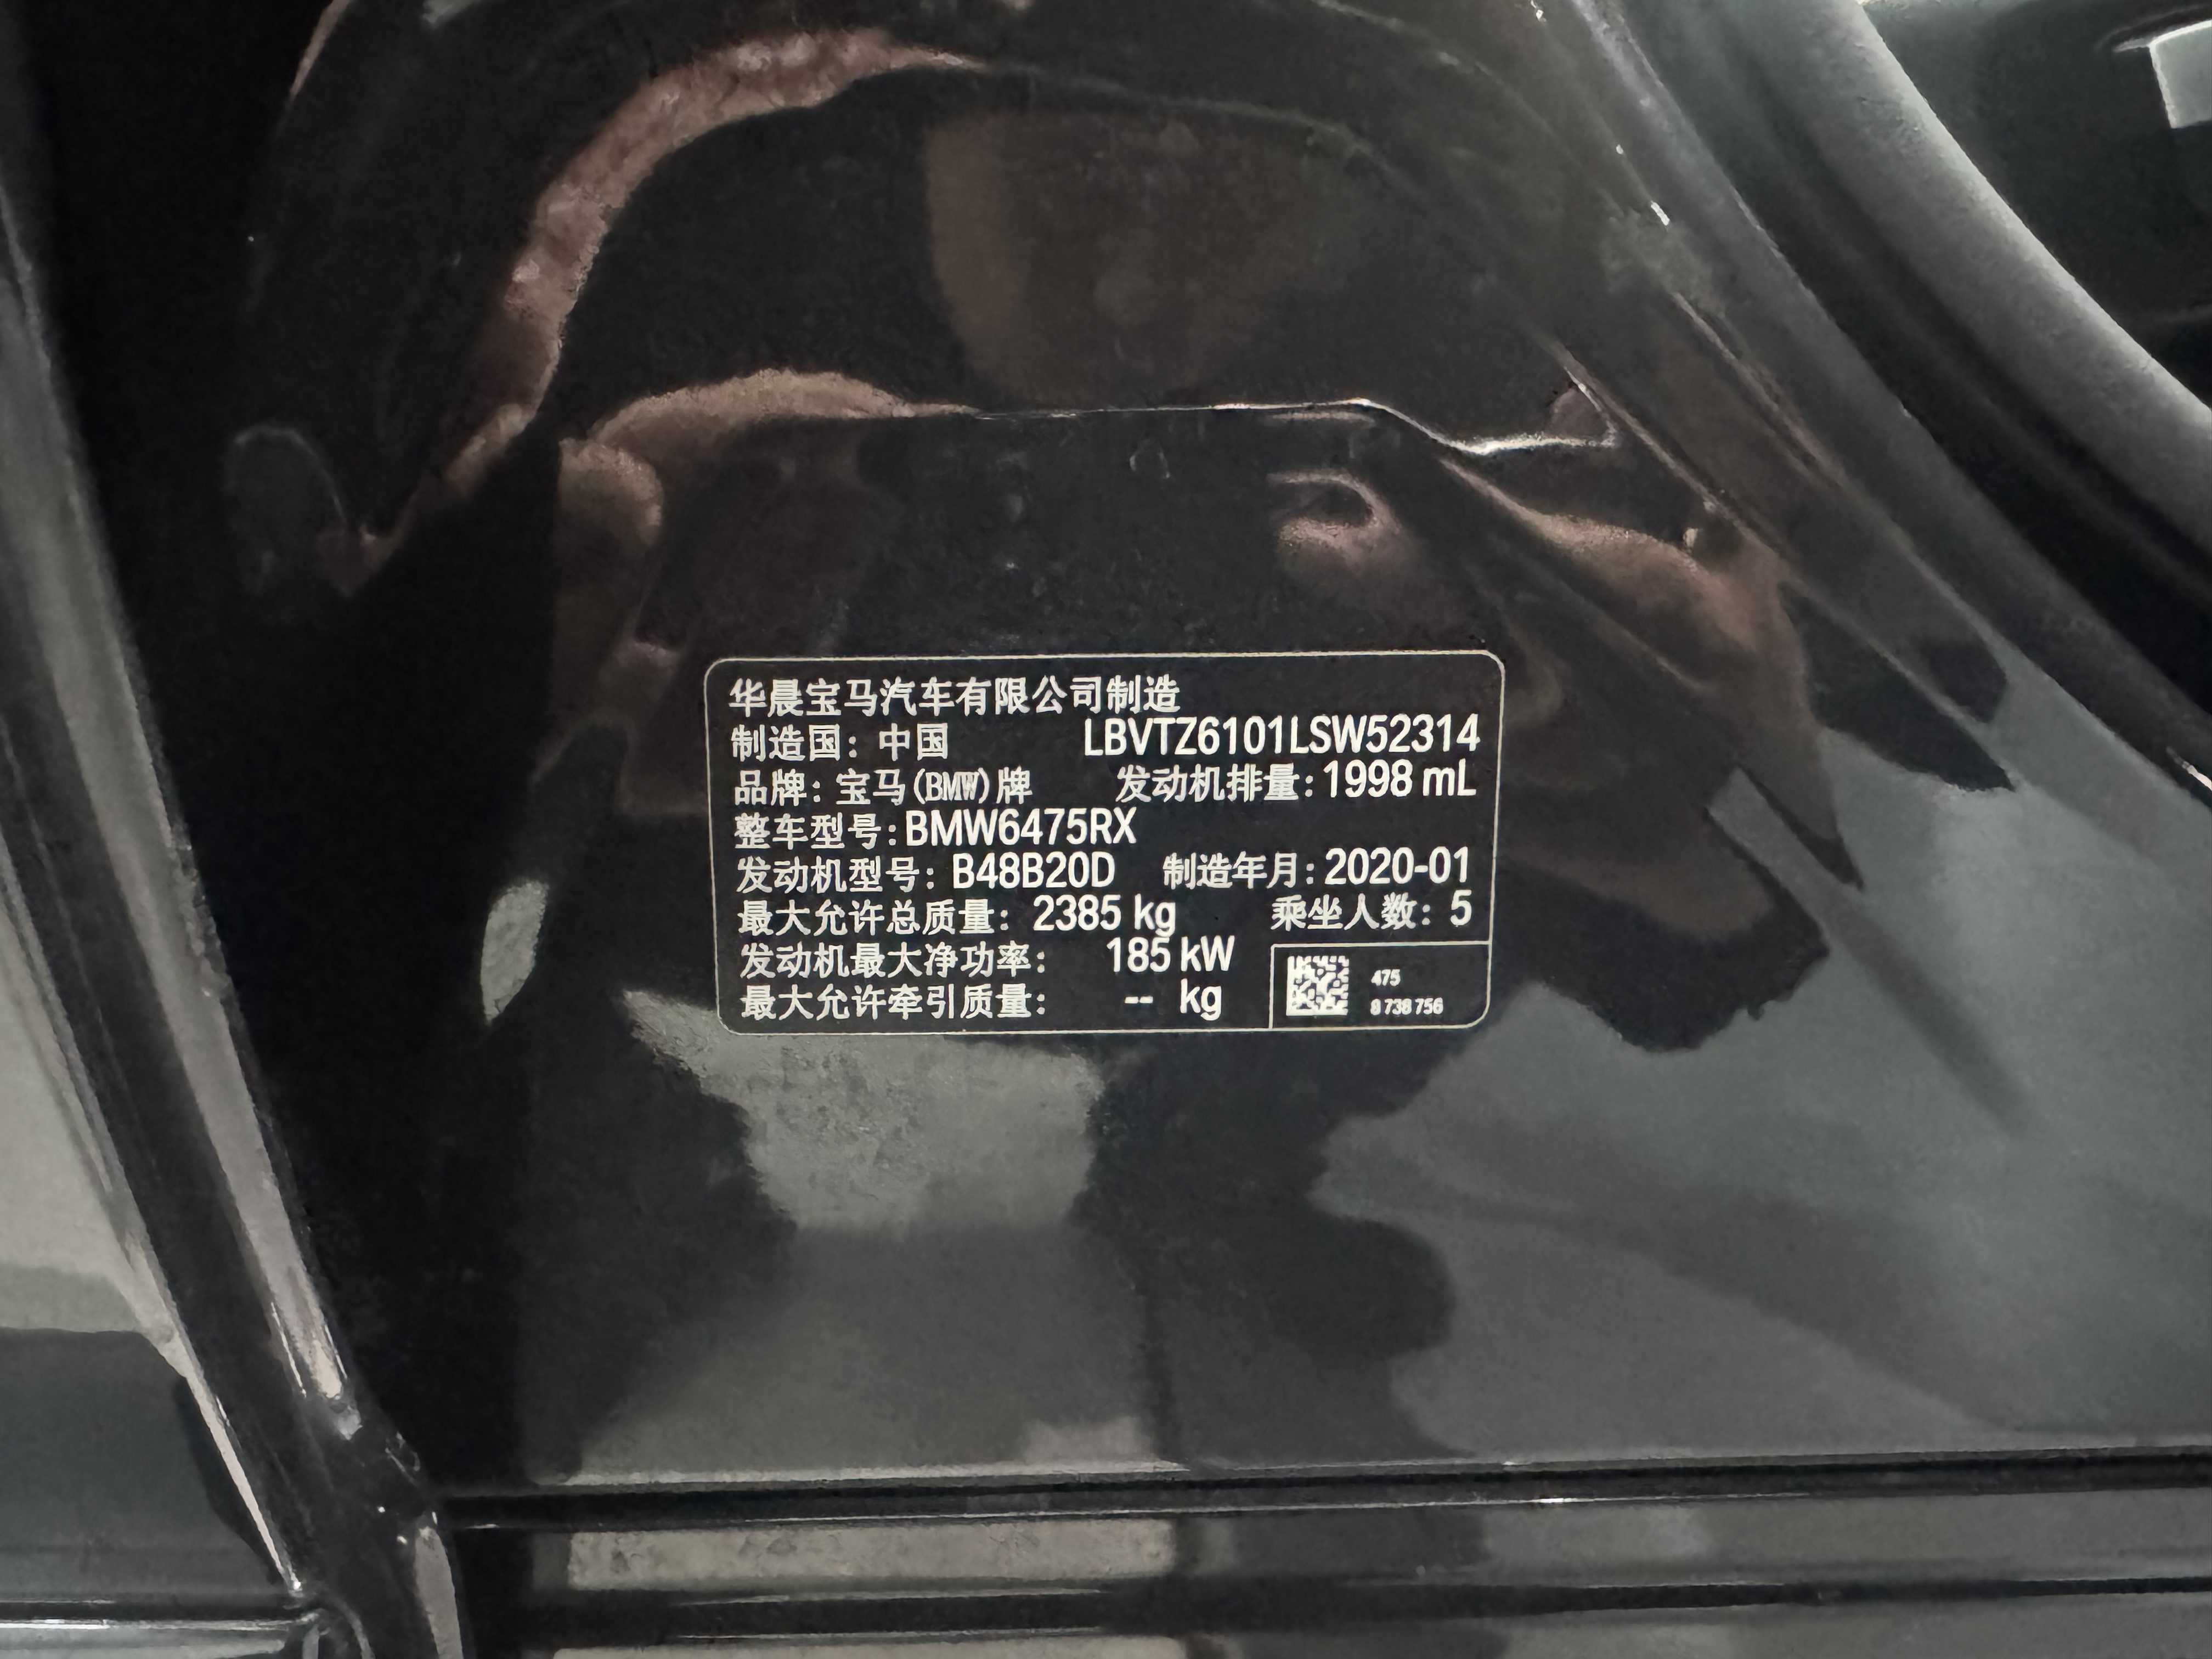 华晨宝马汽车有限公司制造
制造国：中国 LBVTZ6101LSW52314
品牌：宝马(BMW)牌 发动机排量：1998 mL
整车型号：BMW6475RX
发动机型号：B48B20D 制造年月：2020-01
最大允许总质量：2385 kg 乘坐人数：5
发动机最大净功率： 185 kW
最大允许牵引质量： -- kg
475
8 738 756